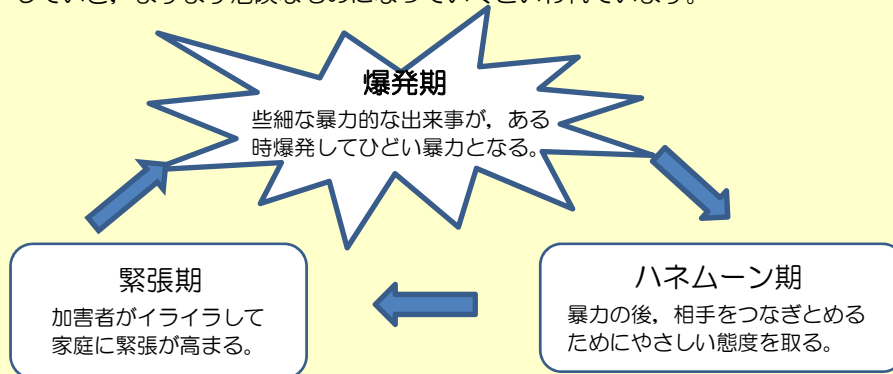 爆発期
些細な暴力的な出来事が，ある
時爆発してひどい暴力となる。
緊張期
加害者がイライラして
家庭に緊張が高まる。
ハネムーン期
暴力の後，相手をつなぎとめる
ためにやさしい態度を取る。